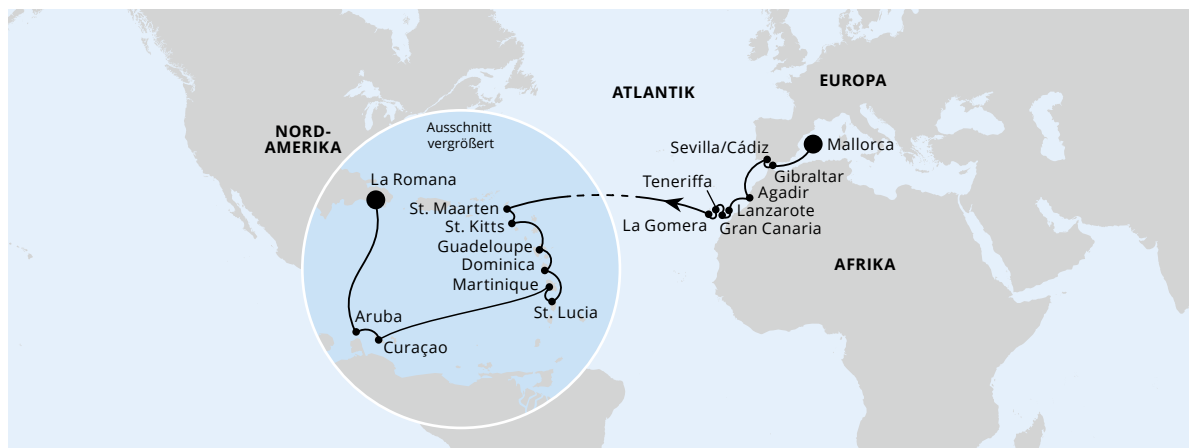 EUROPA
ATLANTIK
NORD-
AMERIKA
Ausschnitt
vergrößert
Sevilla/Cádiz
Mallorca
Gibraltar
La Romana
Teneriffa
Agadir
St. Maarten
Lanzarote
St. Kitts
La Gomera
Gran Canaria
Guadeloupe
Dominica
AFRIKA
Martinique
St. Lucia
Aruba
Curaçao